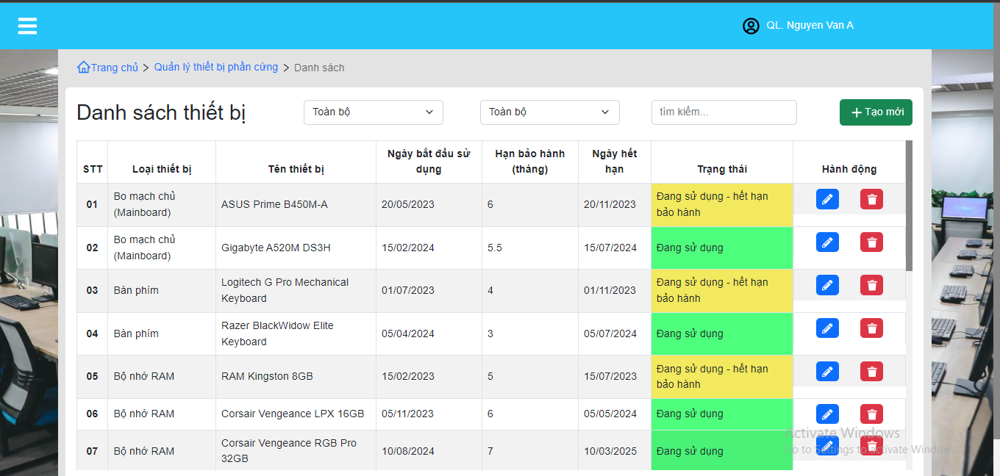 QL. Nguyen Van A
Trang chủ > Quản lý thiết bị phần cứng > Danh sách
Danh sách thiết bị Toàn bộ Toàn bộ tìm kiếm... Tạo mới
STT Loại thiết bị Tên thiết bị Ngày bắt đầu sử dụng Hạn bảo hành (tháng) Ngày hết hạn Trạng thái Hành động
01 Bo mạch chủ (Mainboard) ASUS Prime B450M-A 20/05/2023 6 20/11/2023 Đang sử dụng - hết hạn bảo hành
02 Bo mạch chủ (Mainboard) Gigabyte A520M DS3H 15/02/2024 5.5 15/07/2024 Đang sử dụng
03 Bàn phím Logitech G Pro Mechanical Keyboard 01/07/2023 4 01/11/2023 Đang sử dụng - hết hạn bảo hành
04 Bàn phím Razer BlackWidow Elite Keyboard 05/04/2024 3 05/07/2024 Đang sử dụng
05 Bộ nhớ RAM RAM Kingston 8GB 15/02/2023 5 15/07/2023 Đang sử dụng - hết hạn bảo hành
06 Bộ nhớ RAM Corsair Vengeance LPX 16GB 05/11/2023 6 05/05/2024 Đang sử dụng
07 Bộ nhớ RAM Corsair Vengeance RGB Pro 32GB 10/08/2024 7 10/03/2025 Đang sử dụng
Activate Windows
Go to Settings to activate Windows.